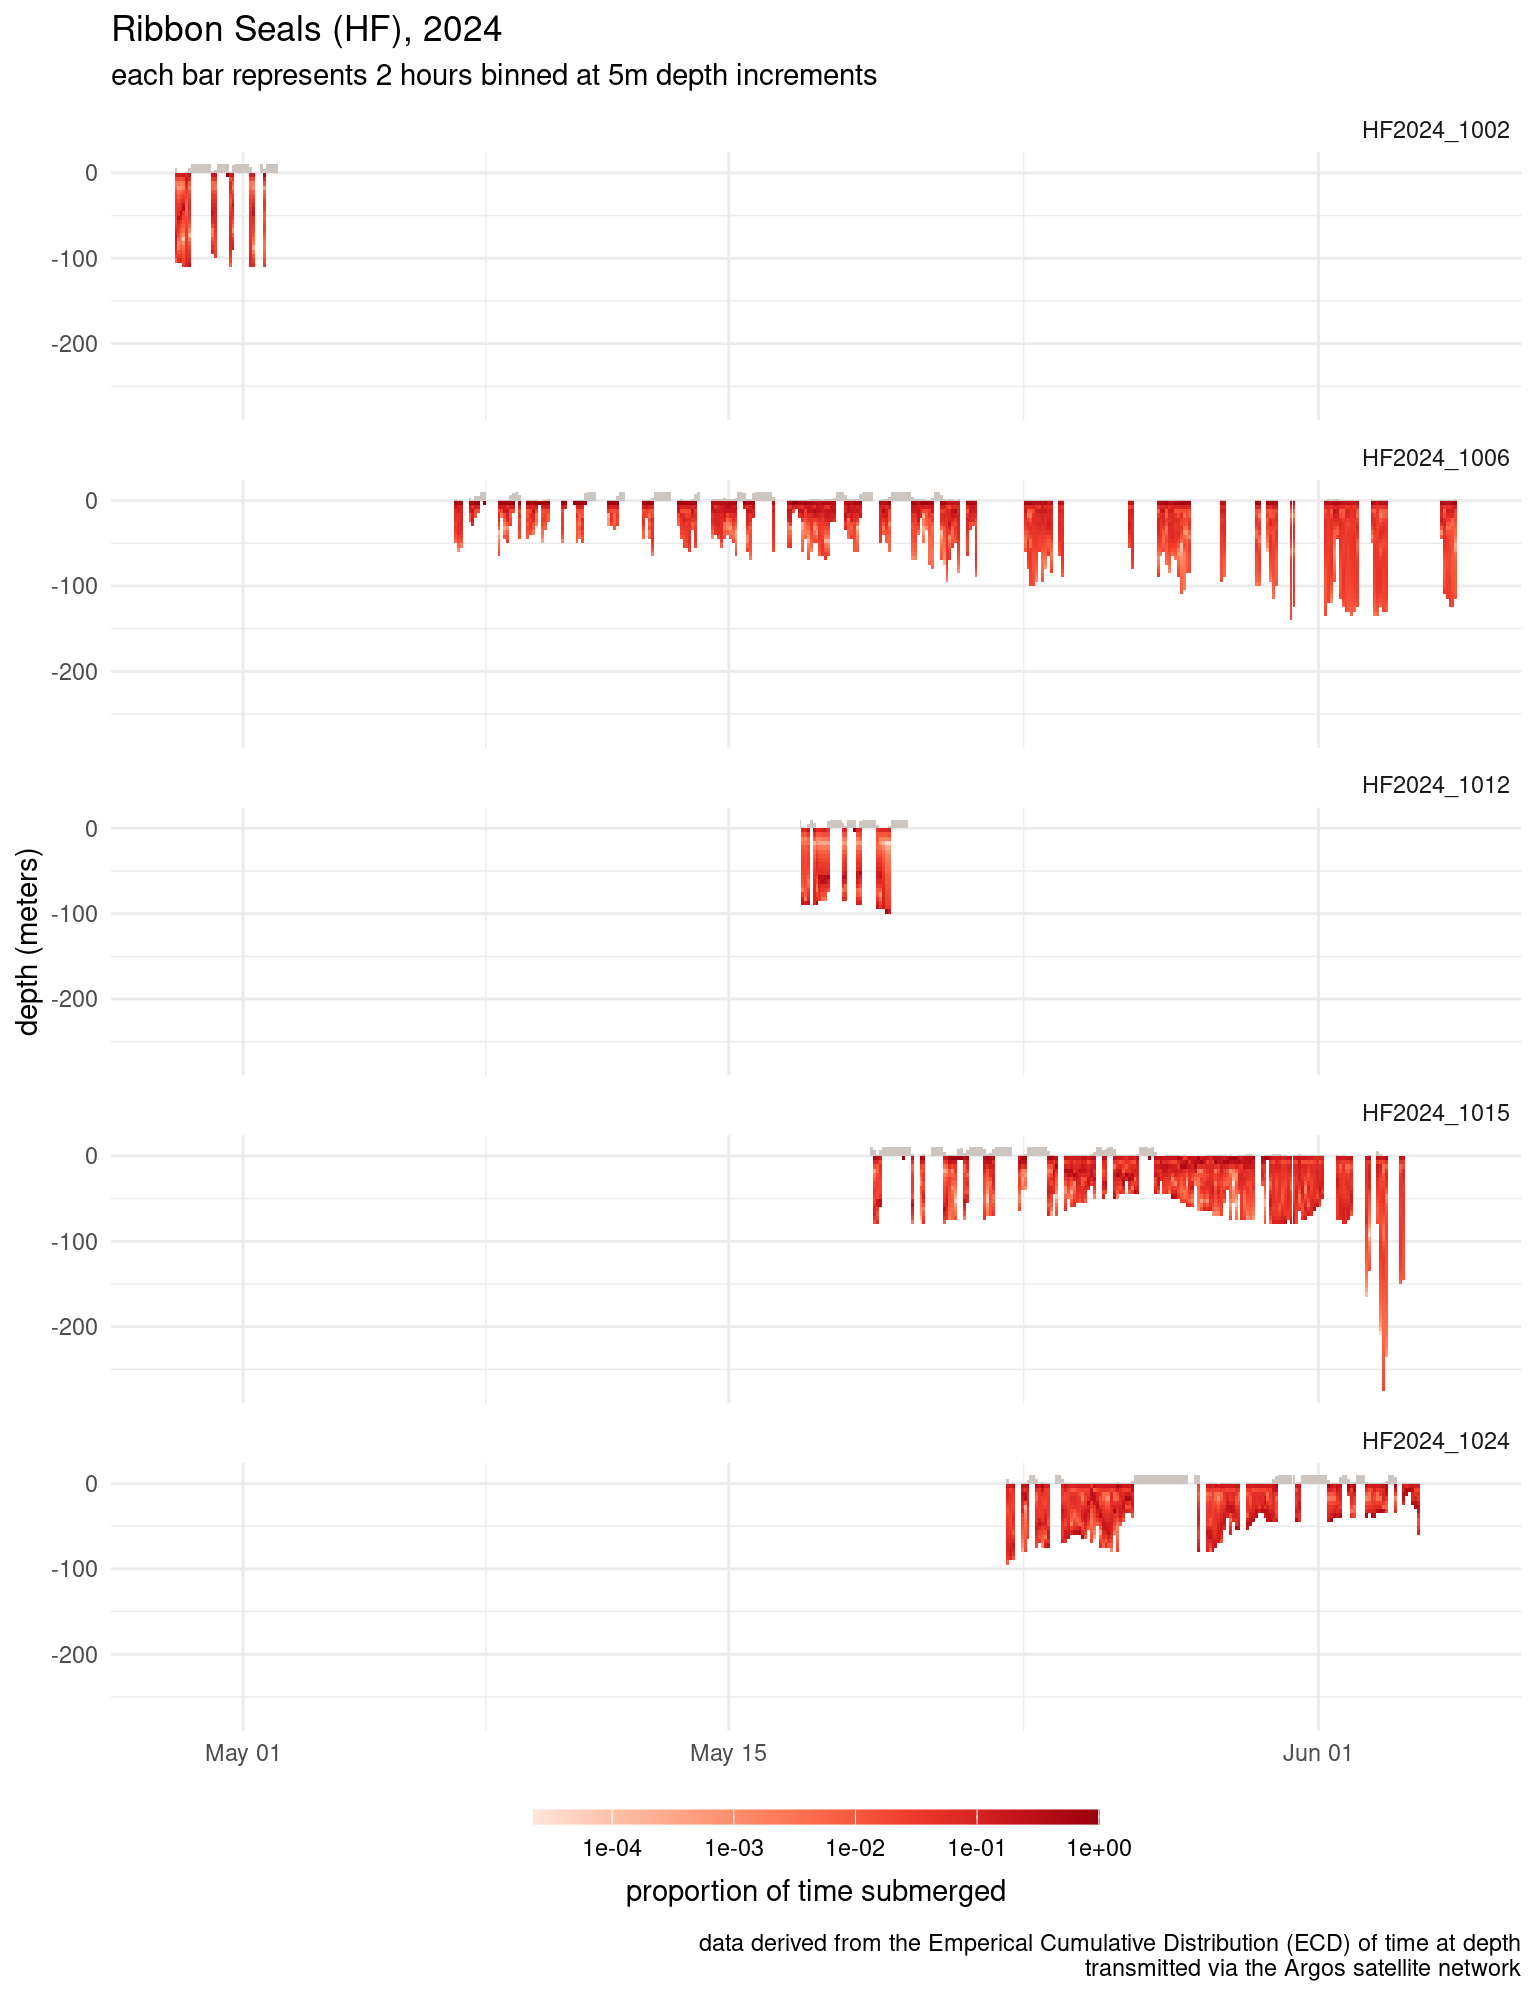 Ribbon Seals (HF), 2024
each bar represents 2 hours binned at 5m depth increments
HF2024_1002
0
-100
-200
HF2024_1006
0
-100
-200
HF2024_1012
0
-100
-200
depth (meters)
HF2024_1015
0
-100
-200
HF2024_1024
0
-100
-200
May 01 May 15 Jun 01
1e-04 1e-03 1e-02 1e-01 1e+00
proportion of time submerged
data derived from the Emperical Cumulative Distribution (ECD) of time at depth
transmitted via the Argos satellite network